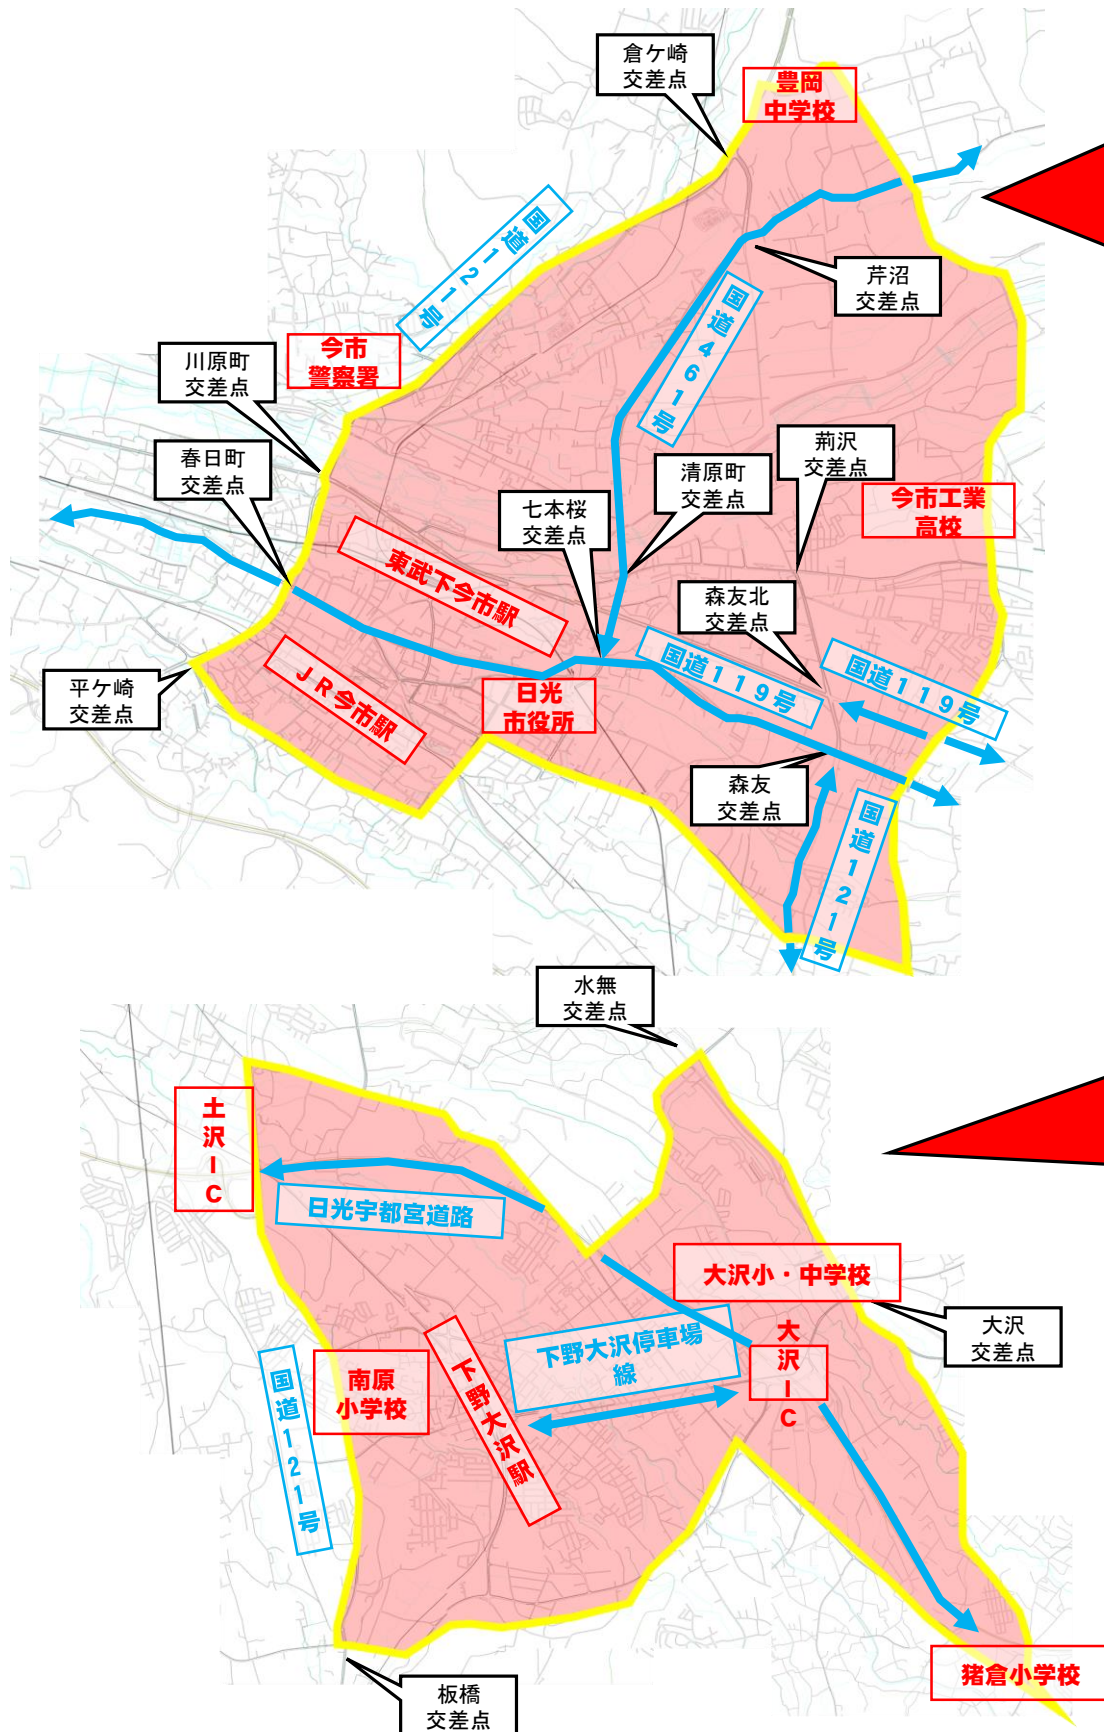 倉ケ崎
交差点
豊岡
中学校
国道121号
芹沼
交差点
国道461号
今市
警察署
川原町
交差点
春日町
交差点
七本桜
交差点
清原町
交差点
荊沢
交差点
今市工業
高校
東武下今市駅
森友北
交差点
国道119号
国道119号
平ケ崎
交差点
JR今市駅
日光
市役所
森友
交差点
国道121号
水無
交差点
土沢IC
日光宇都宮道路
大沢小・中学校
大沢
交差点
下野大沢停車場
線
大沢IC
国道121号
南原
小学校
下野大沢駅
猪倉小学校
板橋
交差点